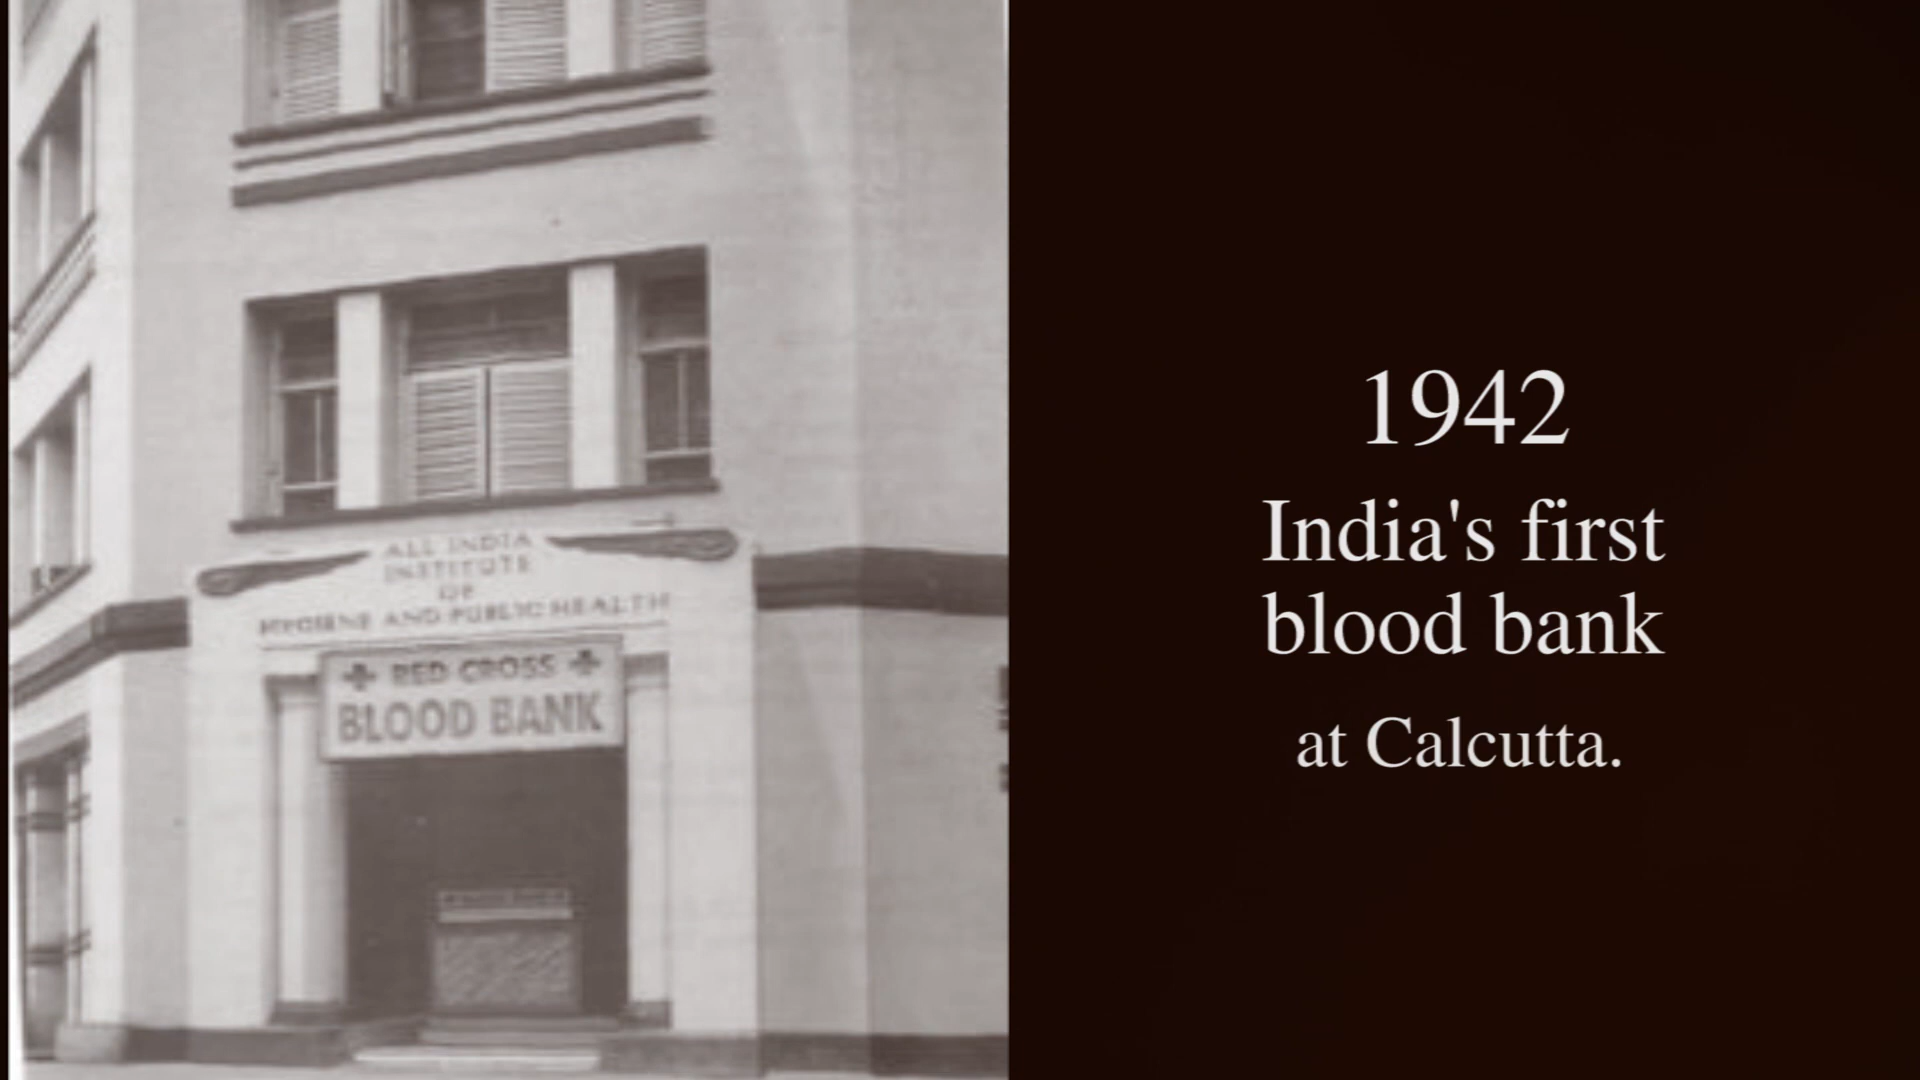 ALL INDIA
INSTITUTE
OF
HYGIENE AND PUBLIC HEALTH
RED CROSS
BLOOD BANK
1942
India's first
blood bank
at Calcutta.